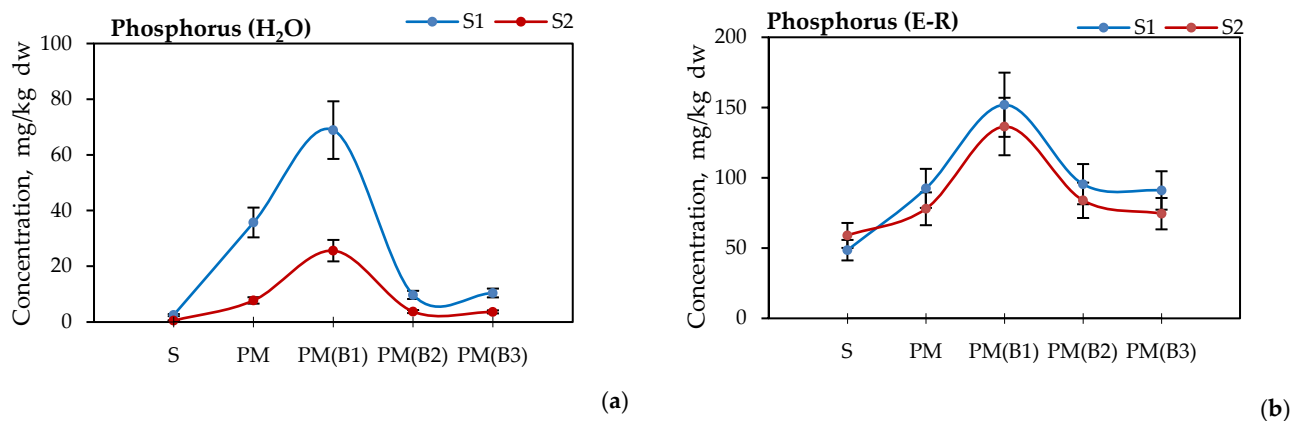 Phosphorus (H₂O)
S1 S2
Concentration, mg/kg dw
100
80
60
40
20
0
S PM PM(B1) PM(B2) PM(B3)
(a)
Phosphorus (E-R)
S1 S2
Concentration, mg/kg dw
200
150
100
50
0
S PM PM(B1) PM(B2) PM(B3)
(b)